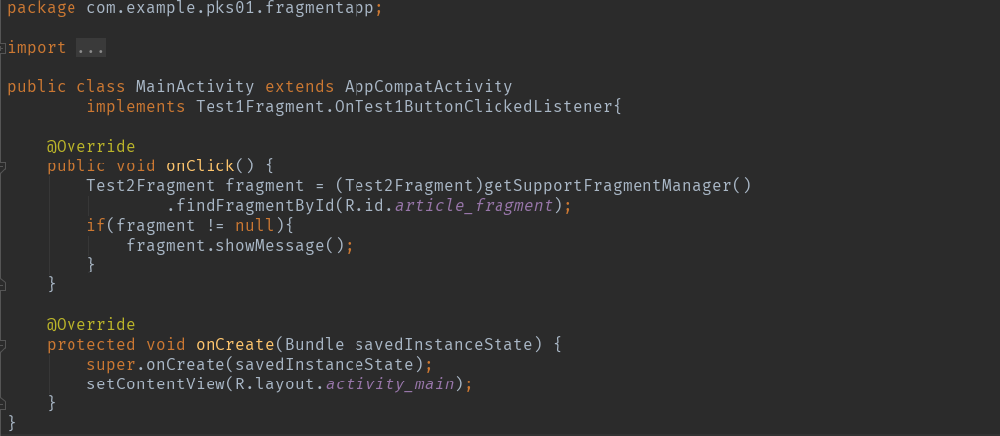 package com.example.pks01.fragmentapp;
import ...
public class MainActivity extends AppCompatActivity
        implements Test1Fragment.OnTest1ButtonClickedListener{
    @Override
    public void onClick() {
        Test2Fragment fragment = (Test2Fragment)getSupportFragmentManager()
                .findFragmentById(R.id.article_fragment);
        if(fragment != null){
            fragment.showMessage();
        }
    }
    @Override
    protected void onCreate(Bundle savedInstanceState) {
        super.onCreate(savedInstanceState);
        setContentView(R.layout.activity_main);
    }
}